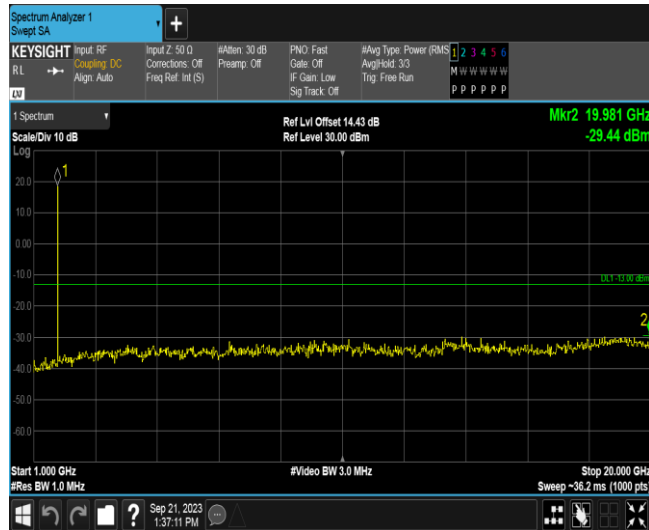 Spectrum Analyzer 1
Swept SA
+
KEYSIGHT
RL
LXI
Input: RF
Coupling: DC
Align: Auto
Input Z: 50 Ω
Corrections: Off
Freq Ref: Int (S)
#Atten: 30 dB
Preamp: Off
PNO: Fast
Gate: Off
IF Gain: Low
Sig Track: Off
#Avg Type: Power (RMS
Avg|Hold: 3/3
Trig: Free Run
1 2 3 4 5 6
M W W W W W
P P P P P P
1 Spectrum
Scale/Div 10 dB
Log
Ref Lvl Offset 14.43 dB
Ref Level 30.00 dBm
Mkr2 19.981 GHz
-29.44 dBm
1
20.0
10.0
0.00
-10.0
DL1 -13.00 dBm
-20.0
2
-30.0
-40.0
-50.0
-60.0
Start 1.000 GHz
#Res BW 1.0 MHz
#Video BW 3.0 MHz
Stop 20.000 GHz
Sweep ~36.2 ms (1000 pts)
?
Sep 21, 2023
1:37:11 PM